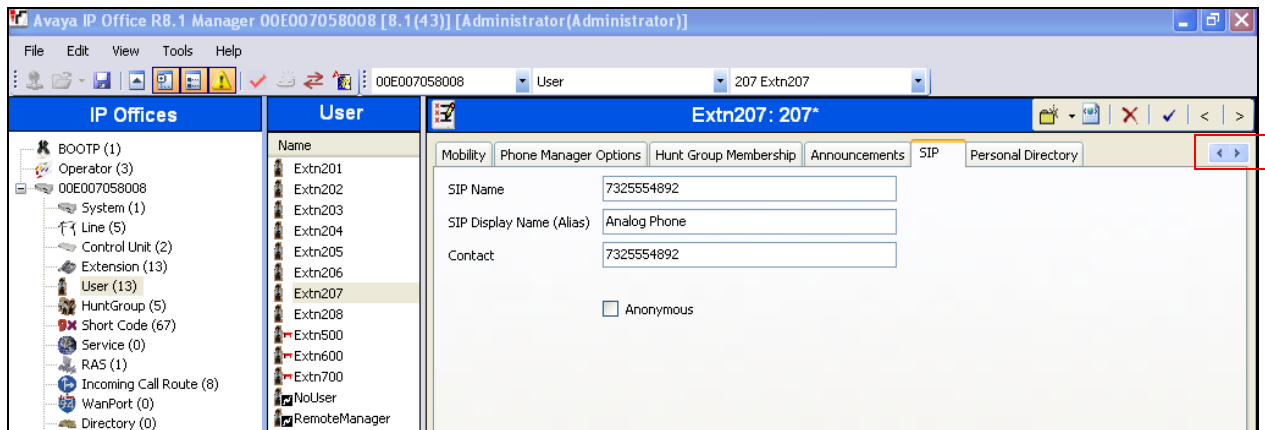 Avaya IP Office R8.1 Manager 00E007058008 [8.1(43)] [Administrator(Administrator)]
File Edit View Tools Help
00E007058008 User 207 Extn207
IP Offices
BOOTP (1)
Operator (3)
00E007058008
System (1)
Line (5)
Control Unit (2)
Extension (13)
User (13)
HuntGroup (5)
Short Code (67)
Service (0)
RAS (1)
Incoming Call Route (8)
WanPort (0)
Directory (0)
User
Name
Extn201
Extn202
Extn203
Extn204
Extn205
Extn206
Extn207
Extn208
Extn500
Extn600
Extn700
NoUser
RemoteManager
Extn207: 207*
Mobility Phone Manager Options Hunt Group Membership Announcements SIP Personal Directory
SIP Name 7325554892
SIP Display Name (Alias) Analog Phone
Contact 7325554892
Anonymous